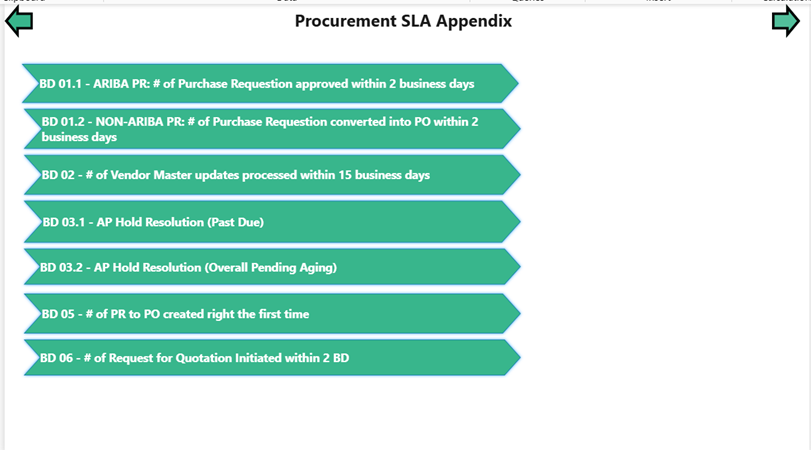 Procurement SLA Appendix
BD 01.1 - ARIBA PR: # of Purchase Requestion approved within 2 business days
BD 01.2 - NON-ARIBA PR: # of Purchase Requestion converted into PO within 2
business days
BD 02 - # of Vendor Master updates processed within 15 business days
BD 03.1 - AP Hold Resolution (Past Due)
BD 03.2 - AP Hold Resolution (Overall Pending Aging)
BD 05 - # of PR to PO created right the first time
BD 06 - # of Request for Quotation Initiated within 2 BD